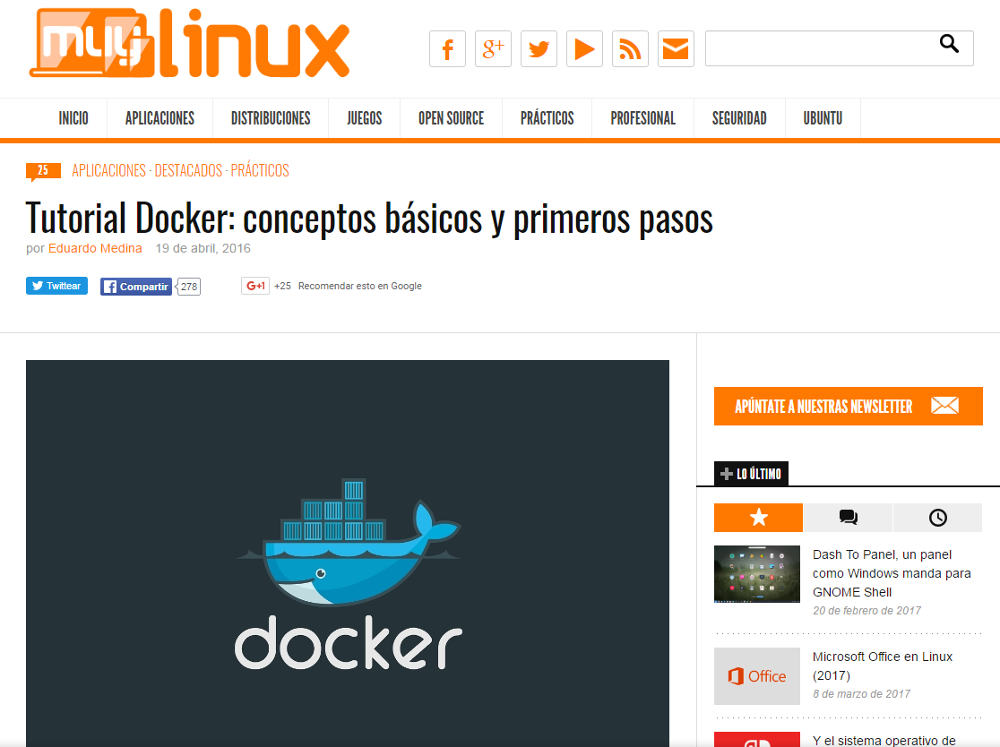 muy linux
g+
INICIO
APLICACIONES
DISTRIBUCIONES
JUEGOS
OPEN SOURCE
PRÁCTICOS
PROFESIONAL
SEGURIDAD
UBUNTU
25 APLICACIONES · DESTACADOS · PRÁCTICOS
Tutorial Docker: conceptos básicos y primeros pasos
por Eduardo Medina 19 de abril, 2016
Twittear Compartir 278 G+1 +25 Recomendar esto en Google
docker
APÚNTATE A NUESTRAS NEWSLETTER
LO ÚLTIMO
Dash To Panel, un panel
como Windows manda para
GNOME Shell
20 de febrero de 2017
Office
Microsoft Office en Linux
(2017)
8 de marzo de 2017
Y el sistema operativo de